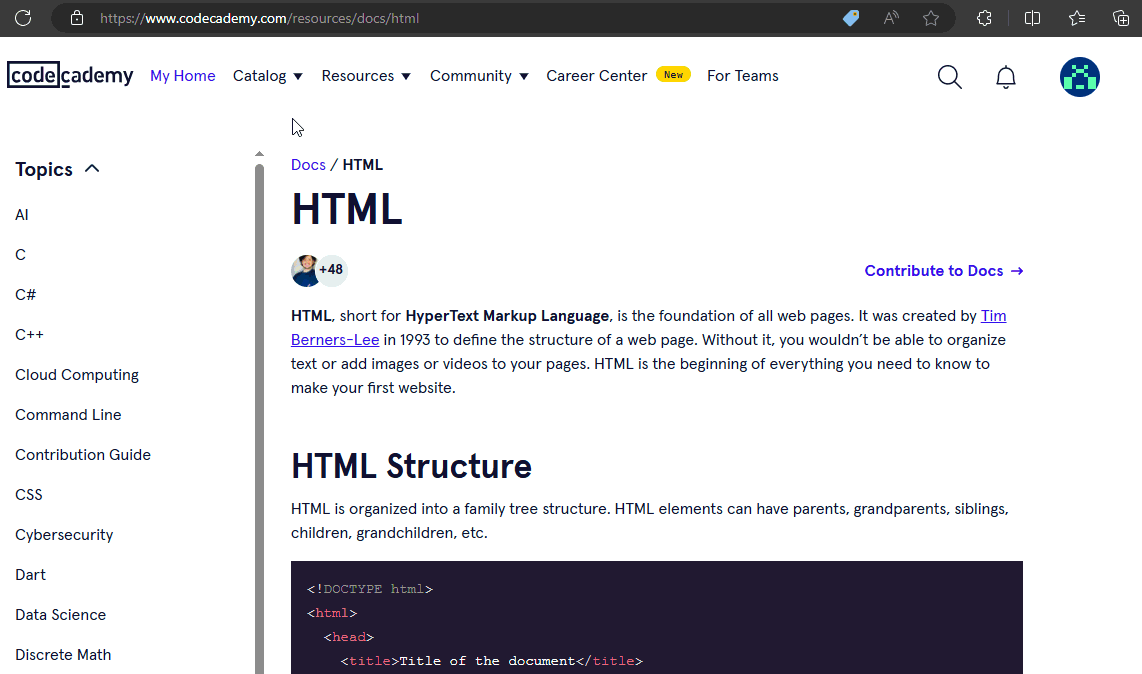 https://www.codecademy.com/resources/docs/html
codecademy My Home Catalog Resources Community Career Center New For Teams
Topics
AI
C
C#
C++
Cloud Computing
Command Line
Contribution Guide
CSS
Cybersecurity
Dart
Data Science
Discrete Math
Docs / HTML
HTML
+48
Contribute to Docs →
HTML, short for HyperText Markup Language, is the foundation of all web pages. It was created by Tim
Berners-Lee in 1993 to define the structure of a web page. Without it, you wouldn’t be able to organize
text or add images or videos to your pages. HTML is the beginning of everything you need to know to
make your first website.
HTML Structure
HTML is organized into a family tree structure. HTML elements can have parents, grandparents, siblings,
children, grandchildren, etc.
<!DOCTYPE html>
<html>
<head>
<title>Title of the document</title>